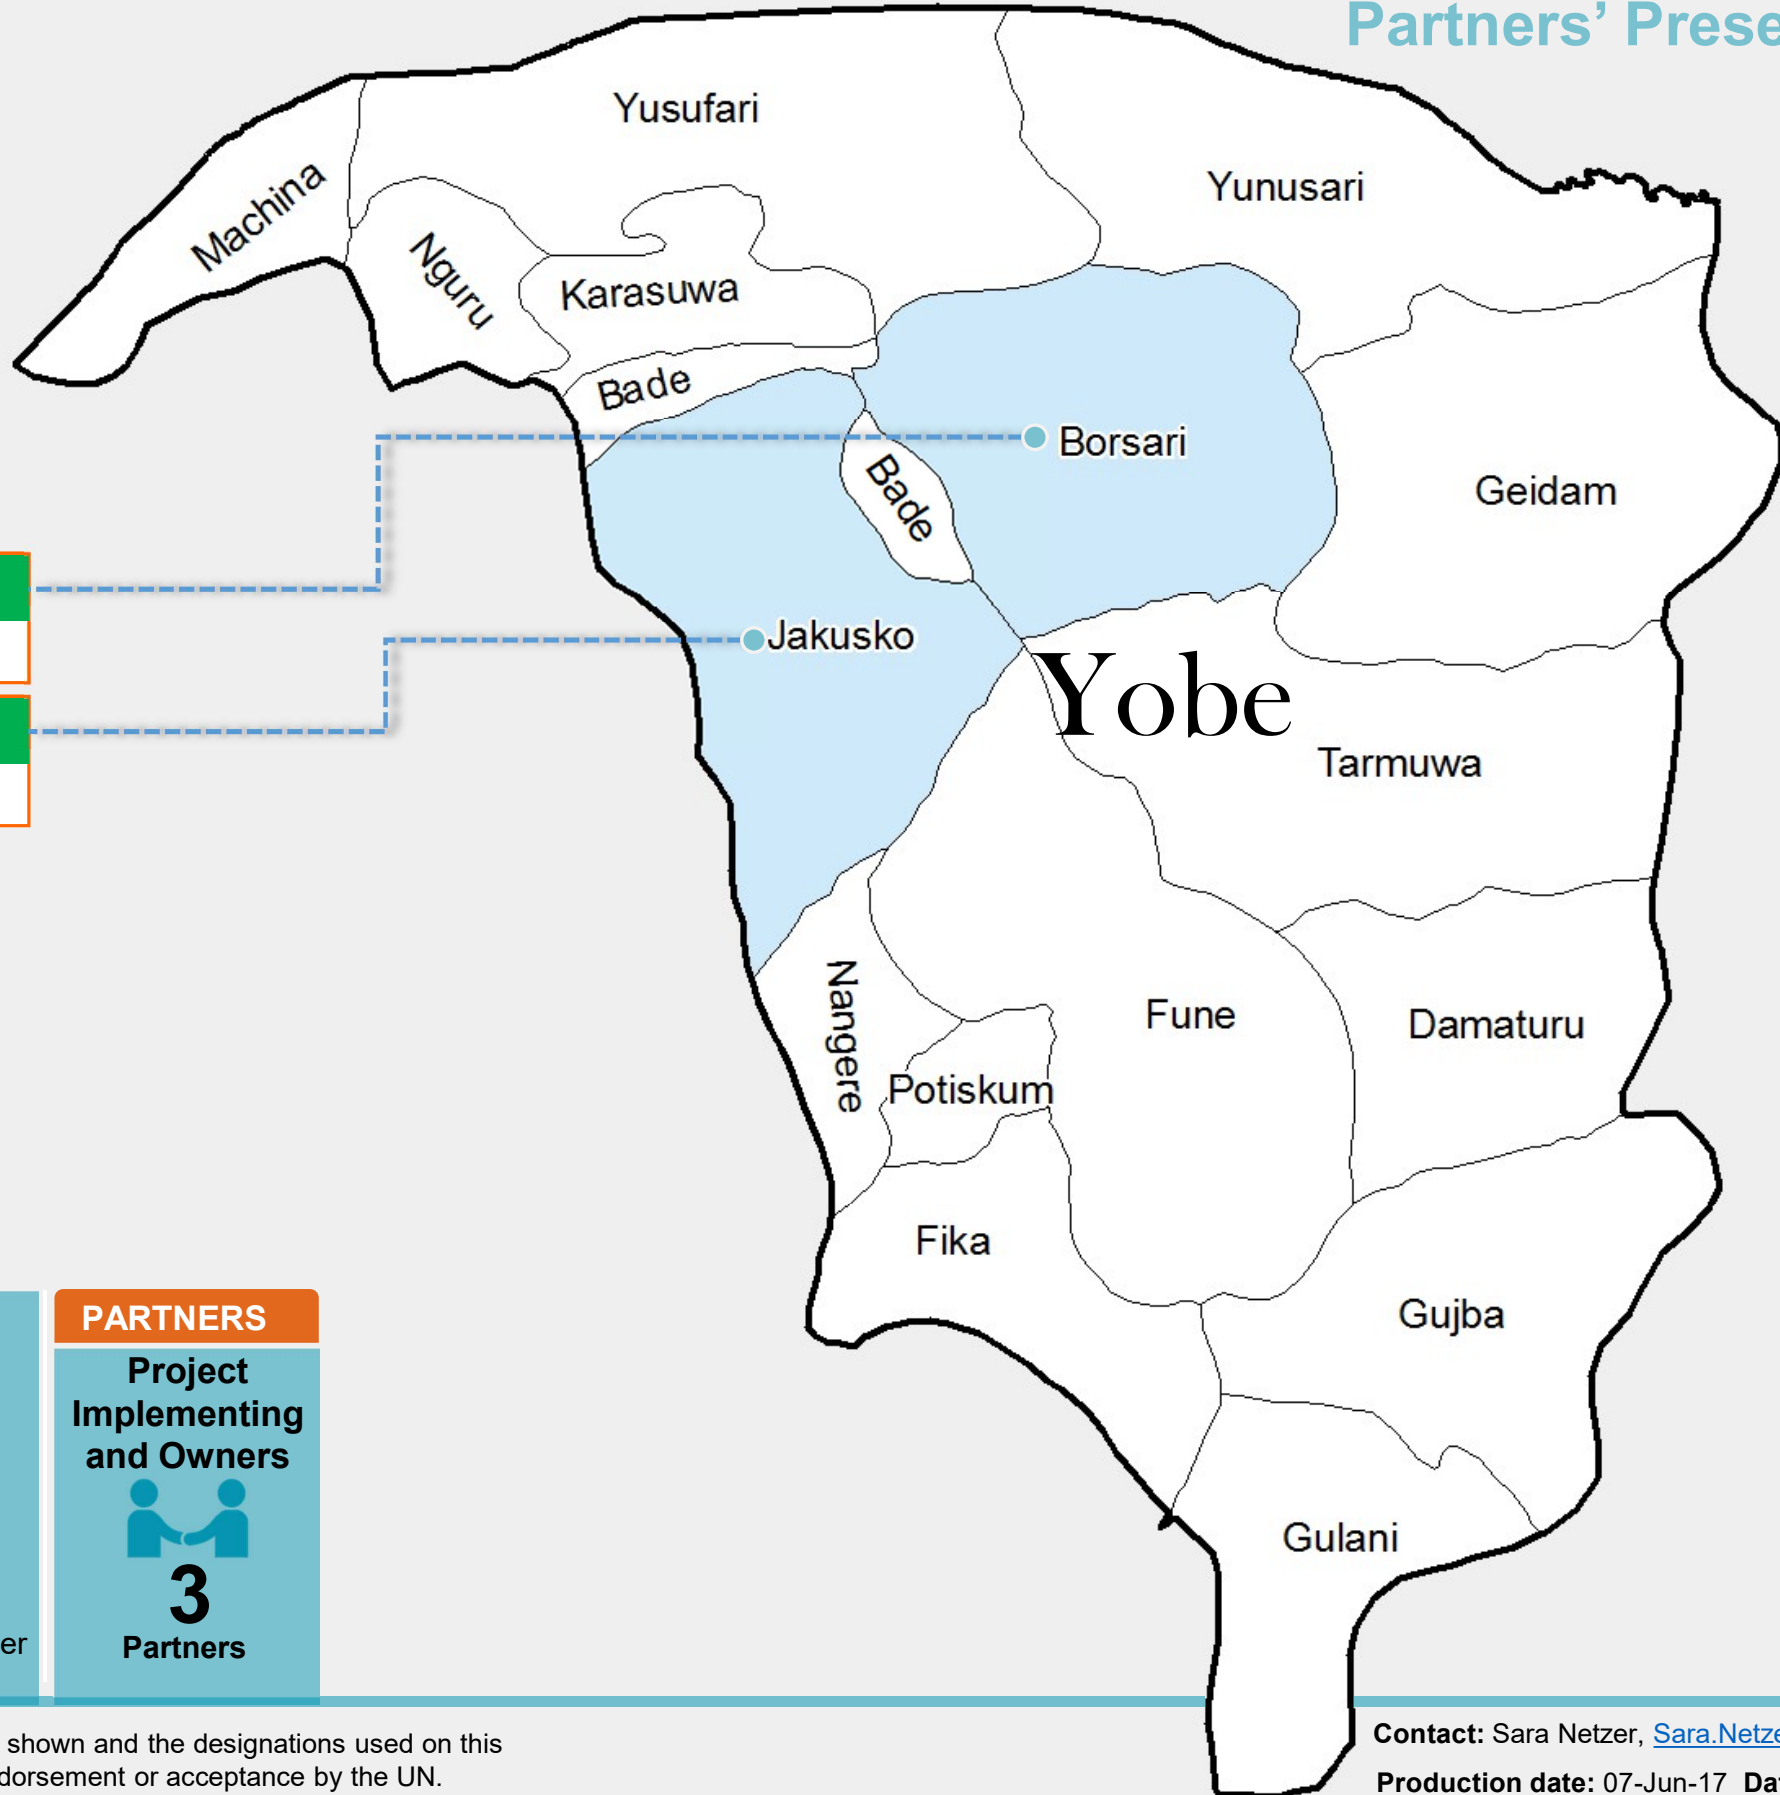 Partners’ Prese
Yusufari
Yunusari
Machina
Nguru
Karasuwa
Bade
Borsari
Bade
Geidam
Jakusko
Yobe
Tarmuwa
Nangere
Fune
Damaturu
Potiskum
Fika
Gujba
Gulani
PARTNERS
Project
Implementing
and Owners
3
Partners
er
shown and the designations used on this
dorsement or acceptance by the UN.
Contact: Sara Netzer, Sara.Netze
Production date: 07-Jun-17 Dat